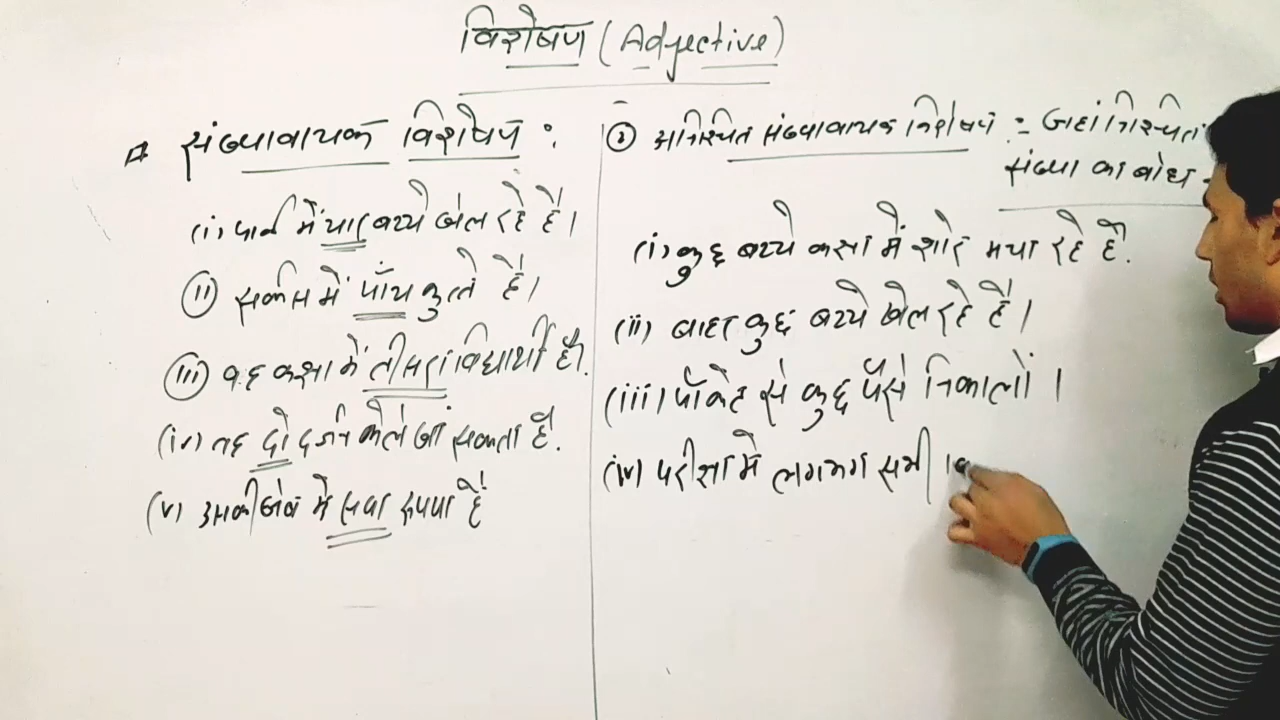 विशेषण (Adjective)
संख्यावाचक विशेषण :
(i) पार्क में चार बच्चे खेल रहे हैं।
(ii) सर्कस में पाँच कुत्ते हैं।
(iii) वह कक्षा में तीसरा विद्यार्थी है।
(iv) वह दो दर्जन केले खा सकता है.
(v) जेब में सवा रुपया है
② अनिश्चित संख्यावाचक विशेषण :- जहां निश्चित
संख्या का बोध -
(i) कुछ बच्चे कक्षा में शोर मचा रहे हैं.
(ii) बाहर कुछ बच्चे खेल रहे हैं।
(iii) पॉकेट से कुछ पैसे निकालो।
(iv) परीक्षा में लगभग सभी